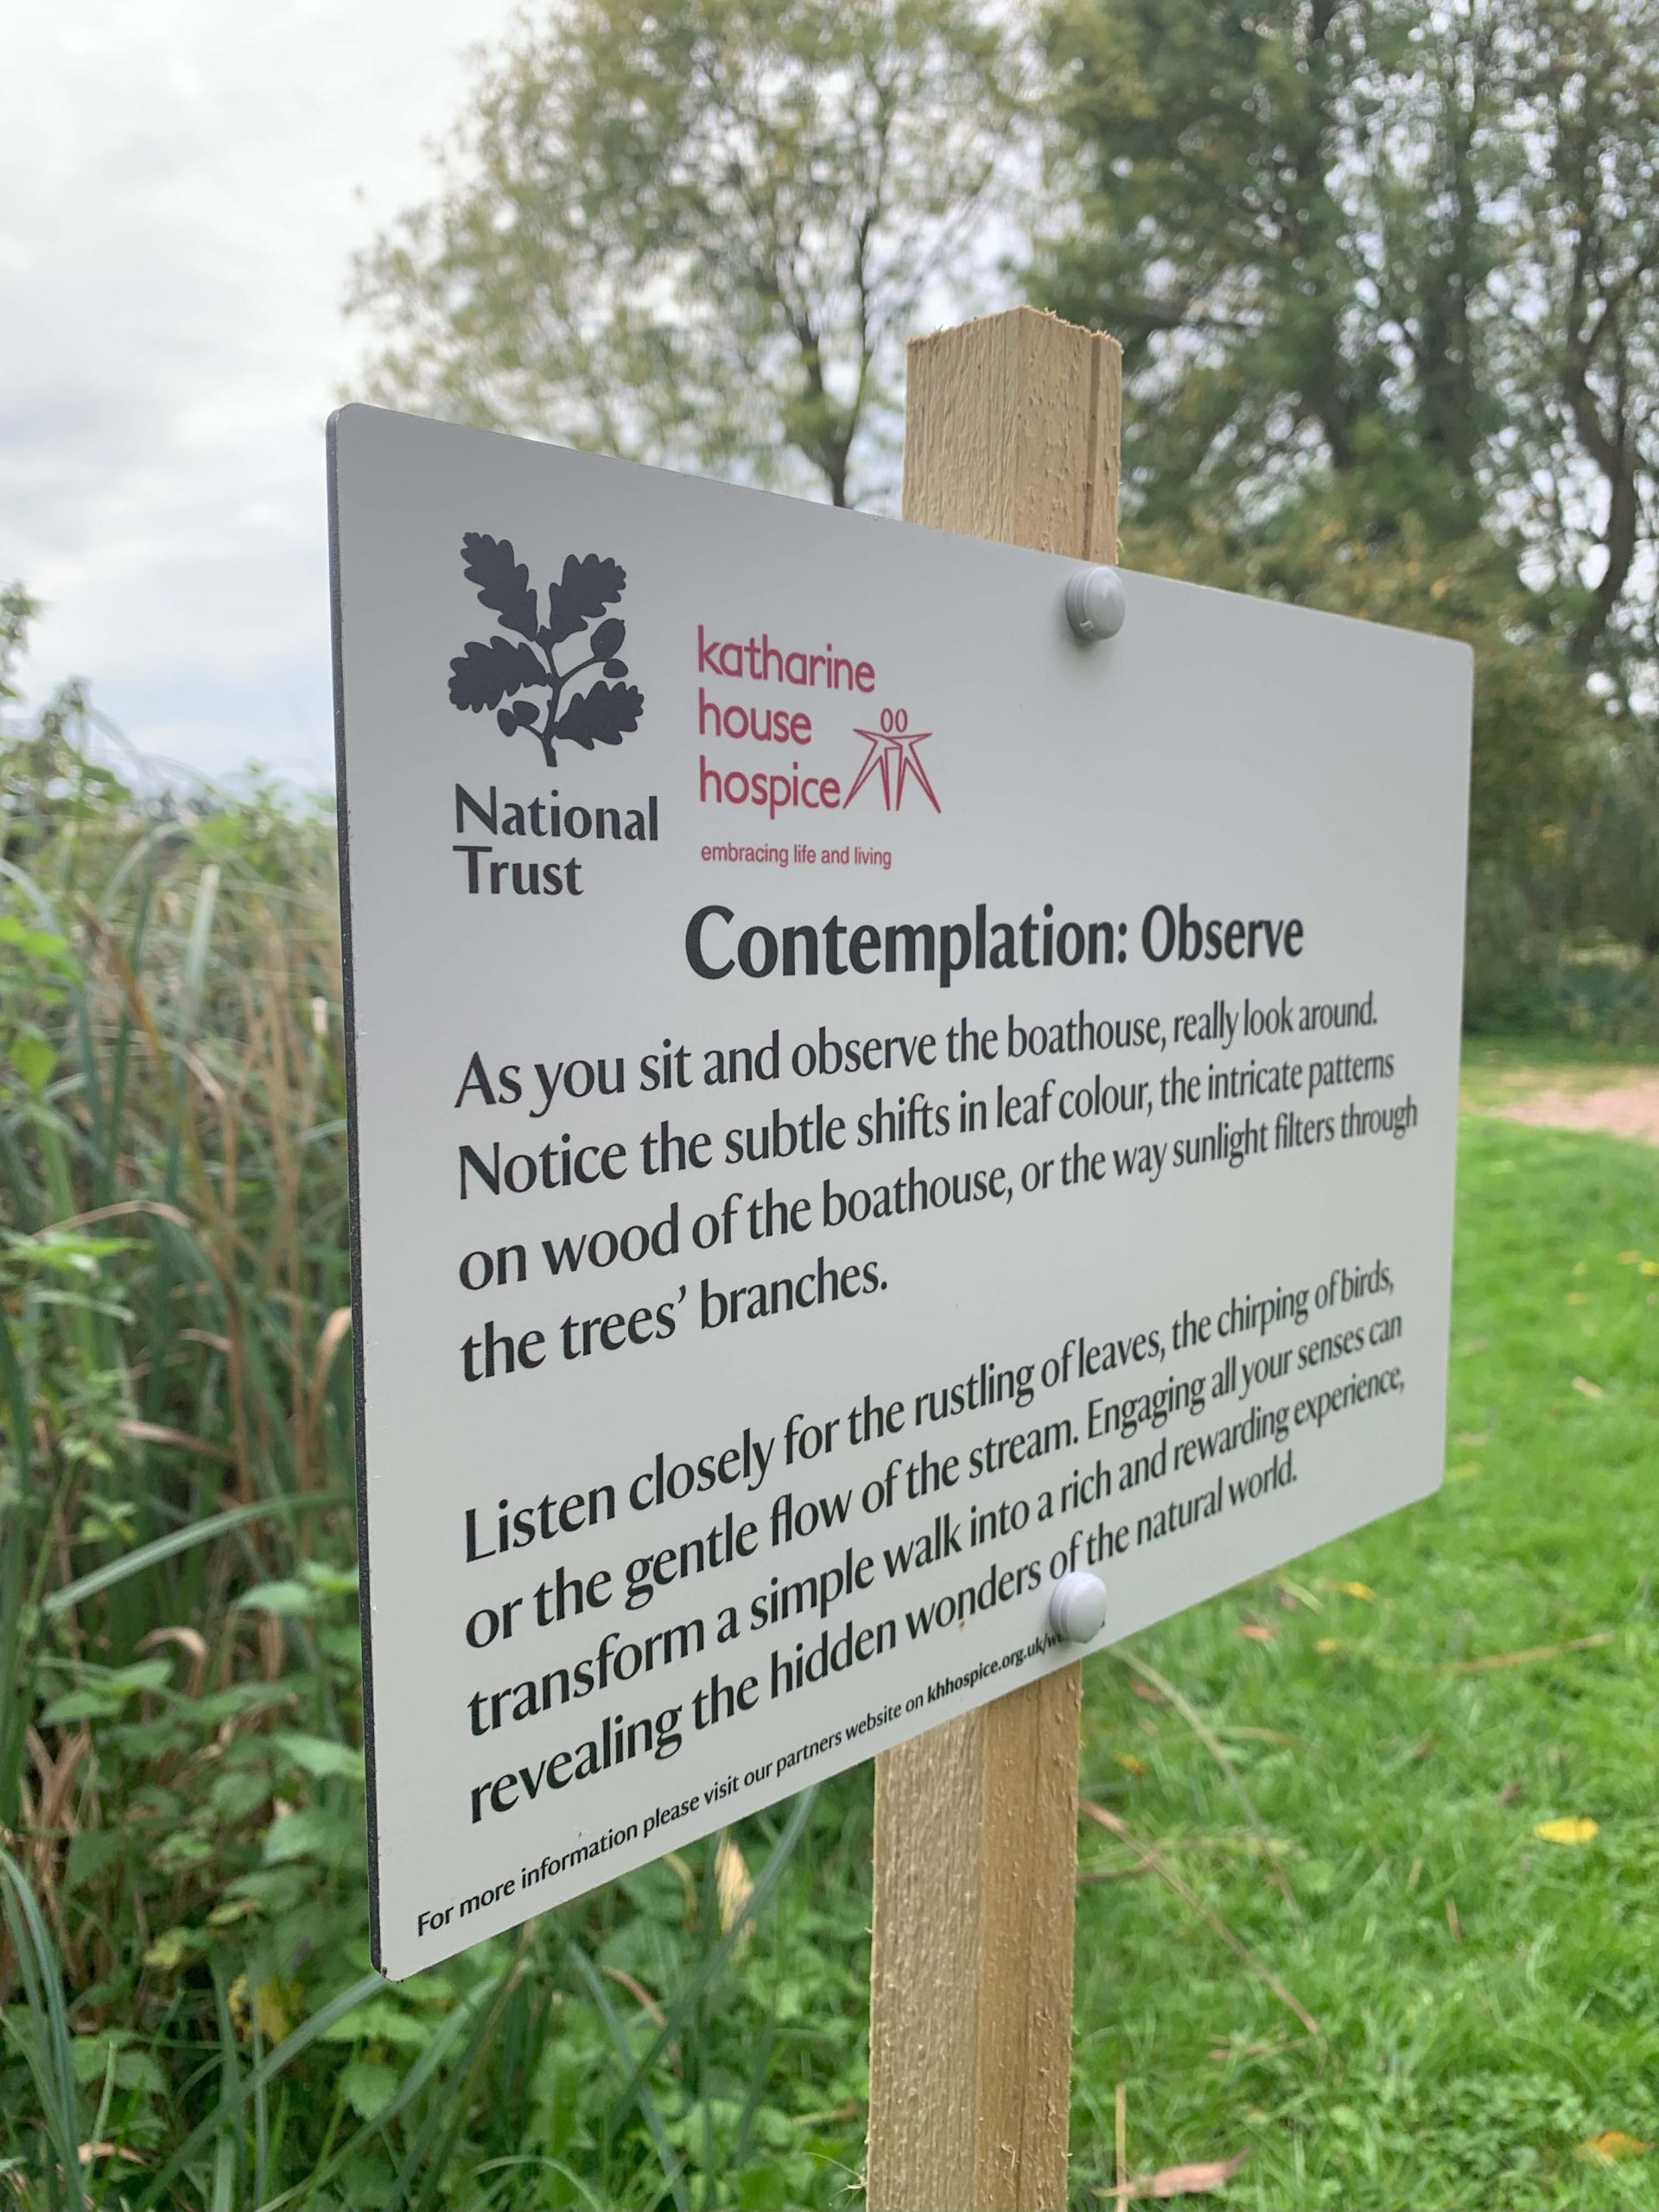 National
Trust
katharine
house
hospice
embracing life and living
Contemplation: Observe
As you sit and observe the boathouse, really look around.
Notice the subtle shifts in leaf colour, the intricate patterns
on wood of the boathouse, or the way sunlight filters through
the trees’ branches.
Listen closely for the rustling of leaves, the chirping of birds,
or the gentle flow of the stream. Engaging all your senses can
transform a simple walk into a rich and rewarding experience,
revealing the hidden wonders of the natural world.
For more information please visit our partners website on khhospice.org.uk/